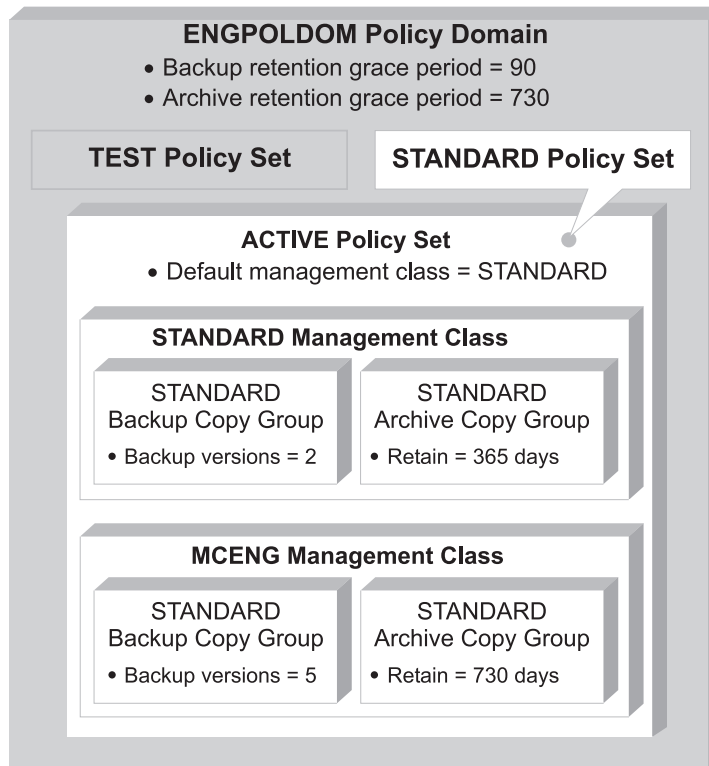 ENGPOLDOM Policy Domain
• Backup retention grace period = 90
• Archive retention grace period = 730
TEST Policy Set
STANDARD Policy Set
ACTIVE Policy Set
• Default management class = STANDARD
STANDARD Management Class
STANDARD
Backup Copy Group
• Backup versions = 2
STANDARD
Archive Copy Group
• Retain = 365 days
MCENG Management Class
STANDARD
Backup Copy Group
• Backup versions = 5
STANDARD
Archive Copy Group
• Retain = 730 days